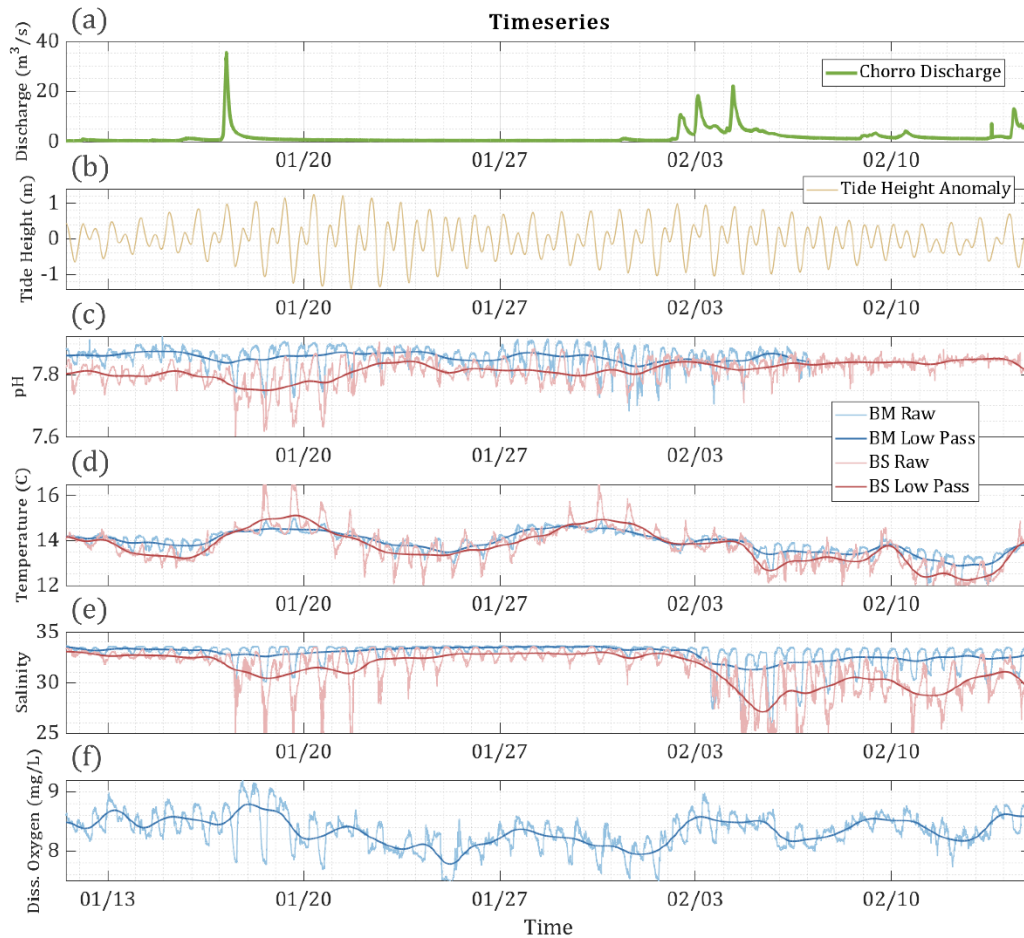 (a)
Timeseries
Discharge (m³/s)
40
20
0
Chorro Discharge
01/20
01/27
02/03
02/10
(b)
Tide Height (m)
1
0
-1
Tide Height Anomaly
01/20
01/27
02/03
02/10
(c)
pH
7.8
7.6
01/20
01/27
02/03
BM Raw
BM Low Pass
BS Raw
BS Low Pass
(d)
Temperature (C)
16
14
12
01/20
01/27
02/03
02/10
(e)
Salinity
35
30
25
01/20
01/27
02/03
02/10
(f)
Diss. Oxygen (mg/L)
9
8
01/13
01/20
01/27
02/03
02/10
Time